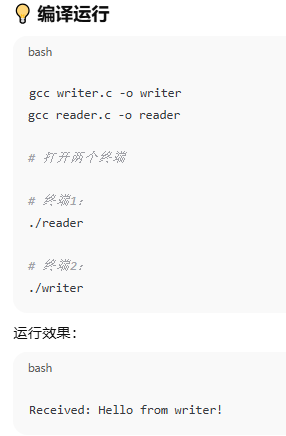 💡 编译运行
bash
gcc writer.c -o writer
gcc reader.c -o reader
# 打开两个终端
# 终端1：
./reader
# 终端2：
./writer
运行效果：
bash
Received: Hello from writer!